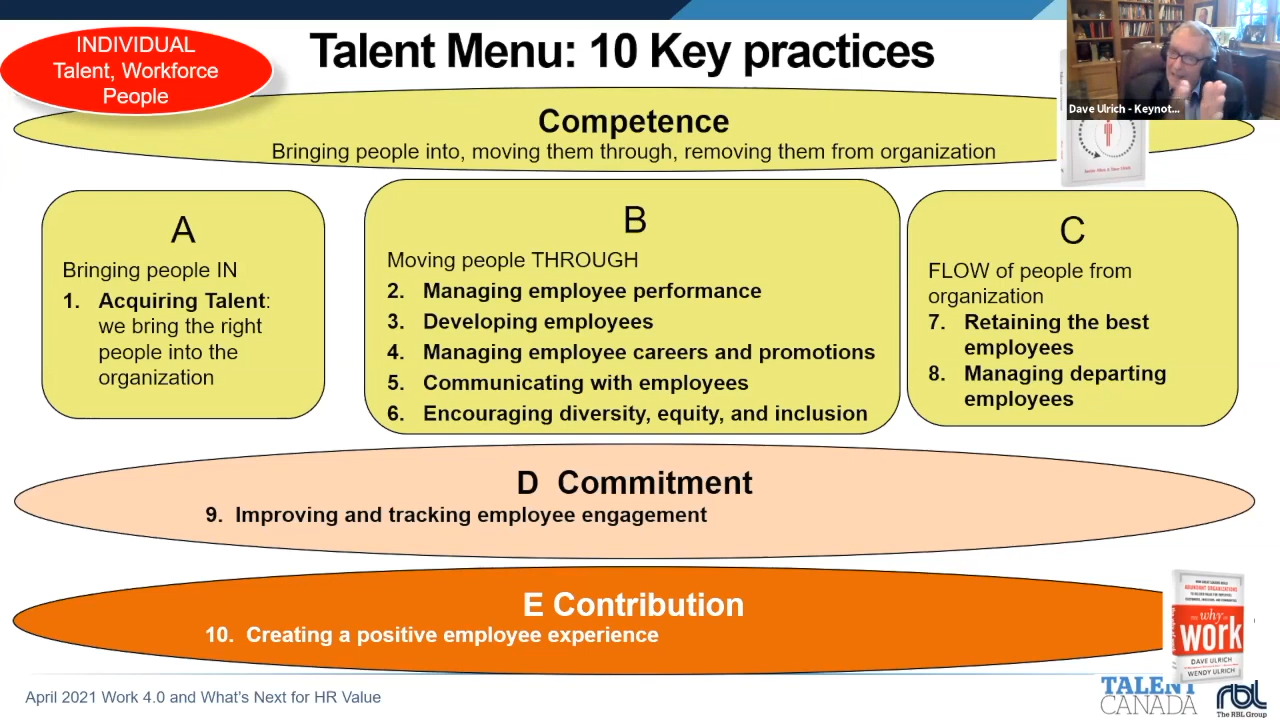 INDIVIDUAL
Talent, Workforce
People
Talent Menu: 10 Key practices
Dave Ulrich - Keynot...
Competence
Bringing people into, moving them through, removing them from organization
A
Bringing people IN
1. Acquiring Talent:
we bring the right
people into the
organization
B
Moving people THROUGH
2. Managing employee performance
3. Developing employees
4. Managing employee careers and promotions
5. Communicating with employees
6. Encouraging diversity, equity, and inclusion
C
FLOW of people from
organization
7. Retaining the best
employees
8. Managing departing
employees
D Commitment
9. Improving and tracking employee engagement
E Contribution
10. Creating a positive employee experience
ABUNDANT ORGANIZATIONS
why
work
DAVE ULRICH
WENDY ULRICH
April 2021 Work 4.0 and What's Next for HR Value
TALENT
CANADA
rbl
The RBL Group